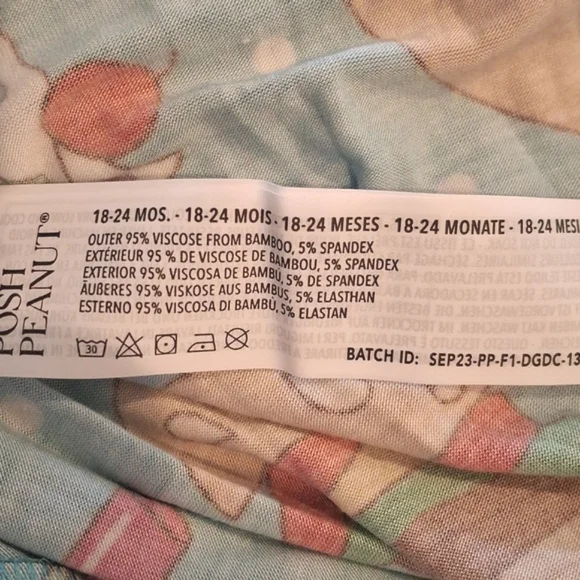 POSH
PEANUT®
18-24 MOS. - 18-24 MOIS - 18-24 MESES - 18-24 MONATE - 18-24 MESI
OUTER 95% VISCOSE FROM BAMBOO, 5% SPANDEX
EXTÉRIEUR 95 % DE VISCOSE DE BAMBOU, 5% SPANDEX
EXTERIOR 95% VISCOSA DE BAMBÚ, 5% DE SPANDEX
ÄUBERES 95% VISKOSE AUS BAMBUS, 5% ELASTHAN
ESTERNO 95% VISCOSA DI BAMBÙ, 5% ELASTAN
30
BATCH ID: SEP23-PP-F1-DGDC-13